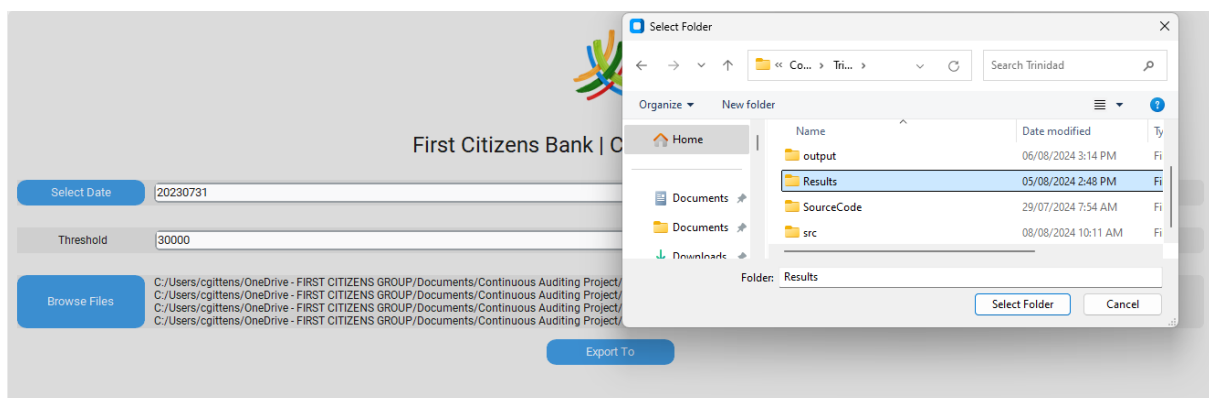 Select Folder
« Co... › Tri... ›
Search Trinidad
Organize
New folder
Home
Documents
Documents
Downloads
Name
Date modified
Ty
output
06/08/2024 3:14 PM
Fi
Results
05/08/2024 2:48 PM
Fi
SourceCode
29/07/2024 7:54 AM
Fi
src
08/08/2024 10:11 AM
Fi
Folder:
Results
Select Folder
Cancel
First Citizens Bank | C
Select Date
20230731
Threshold
30000
Browse Files
C:/Users/cgittens/OneDrive - FIRST CITIZENS GROUP/Documents/Continuous Auditing Project/
C:/Users/cgittens/OneDrive - FIRST CITIZENS GROUP/Documents/Continuous Auditing Project/
C:/Users/cgittens/OneDrive - FIRST CITIZENS GROUP/Documents/Continuous Auditing Project/
C:/Users/cgittens/OneDrive - FIRST CITIZENS GROUP/Documents/Continuous Auditing Project/
Export To